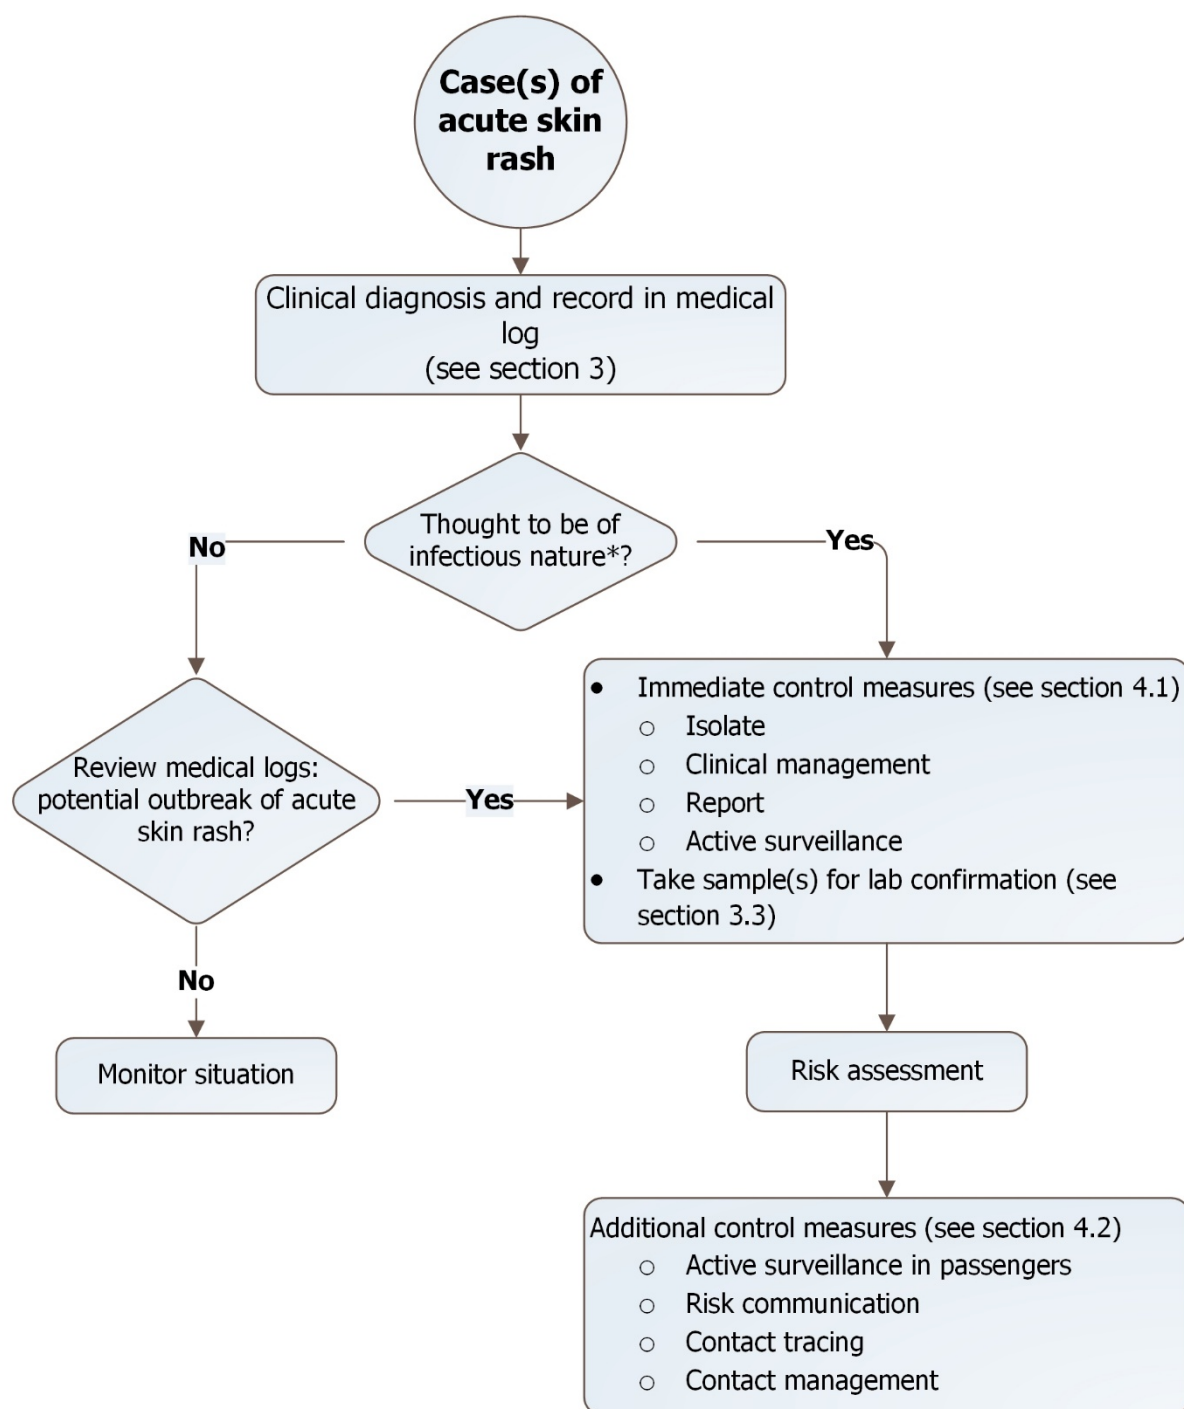 Case(s) of
acute skin
rash
Clinical diagnosis and record in medical
log
(see section 3)
Thought to be of
infectious nature*?
No
Yes
Review medical logs:
potential outbreak of acute
skin rash?
Yes
• Immediate control measures (see section 4.1)
○ Isolate
○ Clinical management
○ Report
○ Active surveillance
• Take sample(s) for lab confirmation (see
section 3.3)
No
Monitor situation
Risk assessment
Additional control measures (see section 4.2)
○ Active surveillance in passengers
○ Risk communication
○ Contact tracing
○ Contact management